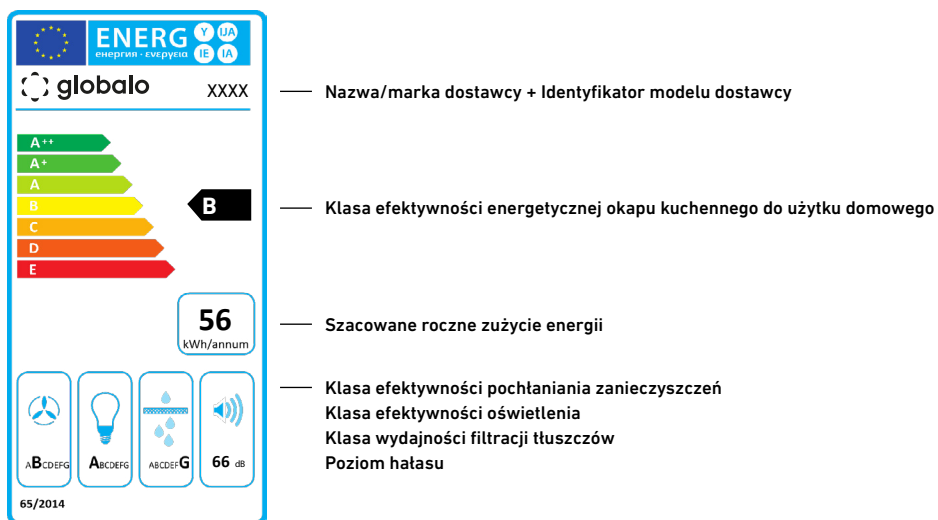 ENERG Y IJA
енергия · ενεργεια IE IA
globalo XXXX
Nazwa/marka dostawcy + Identyfikator modelu dostawcy
A++
A+
A
B
B
Klasa efektywności energetycznej okapu kuchennego do użytku domowego
C
D
E
56
kWh/annum
Szacowane roczne zużycie energii
Klasa efektywności pochłaniania zanieczyszczeń
Klasa efektywności oświetlenia
Klasa wydajności filtracji tłuszczów
Poziom hałasu
ABCDEFG
ABCDEFG
ABCDEFG
66 dB
65/2014